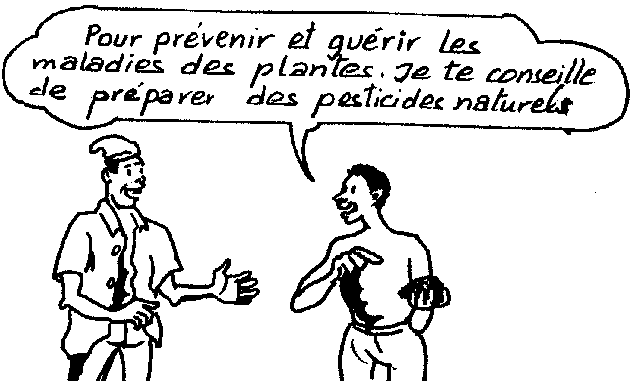 Pour prévenir et guérir les
maladies des plantes. Je te conseille
de préparer des pesticides naturels